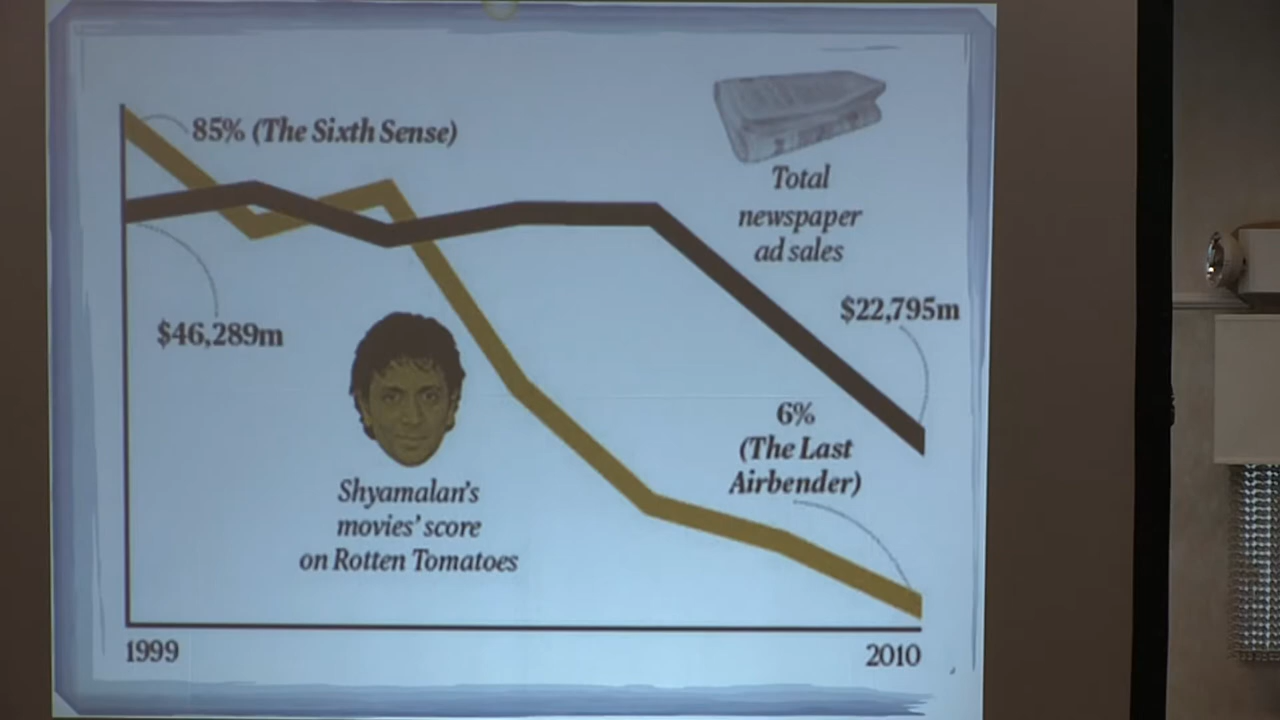 85% (The Sixth Sense)
Total
newspaper
ad sales
$46,289m
$22,795m
6%
(The Last
Airbender)
Shyamalan's
movies' score
on Rotten Tomatoes
1999
2010